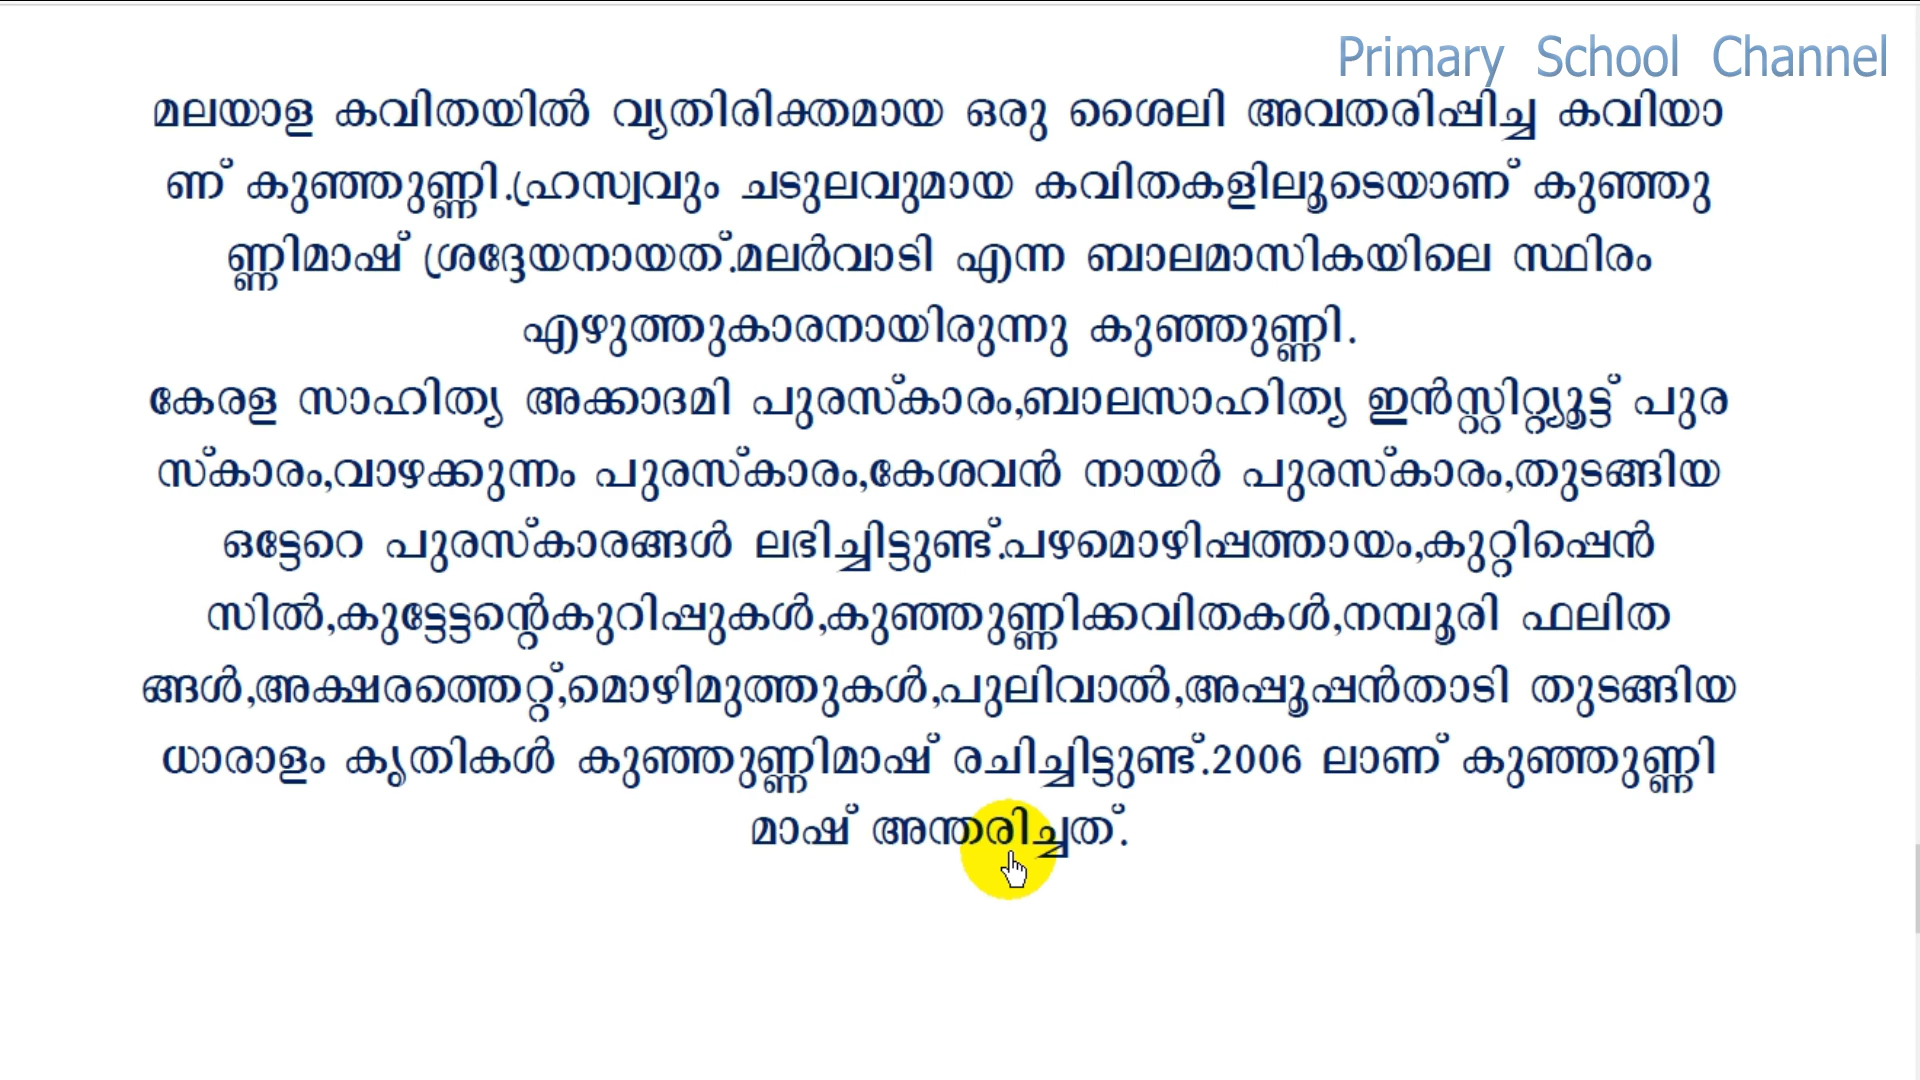 Primary School Channel
മലയാള കവിതയിൽ വ്യതിരിക്തമായ ഒരു ശൈലി അവതരിപ്പിച്ച കവിയാ
ണ് കുഞ്ഞുണ്ണി.ഹ്രസ്വവും ചടുലവുമായ കവിതകളിലൂടെയാണ് കുഞ്ഞു
ണ്ണിമാഷ് ശ്രദ്ദേയനായത്.മലർവാടി എന്ന ബാലമാസികയിലെ സ്ഥിരം
എഴുത്തുകാരനായിരുന്നു കുഞ്ഞുണ്ണി.
കേരള സാഹിത്യ അക്കാദമി പുരസ്കാരം,ബാലസാഹിത്യ ഇൻസ്റ്റിറ്റ്യൂട്ട് പുര
സ്കാരം,വാഴക്കുന്നം പുരസ്കാരം,കേശവൻ നായർ പുരസ്കാരം,തുടങ്ങിയ
ഒട്ടേറെ പുരസ്കാരങ്ങൾ ലഭിച്ചിട്ടുണ്ട്.പഴമൊഴിപ്പത്തായം,കുറ്റിപ്പെൻ
സിൽ,കുട്ടേട്ടന്റെകുറിപ്പുകൾ,കുഞ്ഞുണ്ണിക്കവിതകൾ,നമ്പൂരി ഫലിത
ങ്ങൾ,അക്ഷരത്തെറ്റ്,മൊഴിമുത്തുകൾ,പുലിവാൽ,അപ്പൂപ്പൻതാടി തുടങ്ങിയ
ധാരാളം കൃതികൾ കുഞ്ഞുണ്ണിമാഷ് രചിച്ചിട്ടുണ്ട്.2006 ലാണ് കുഞ്ഞുണ്ണി
മാഷ് അന്തരിച്ചത്.